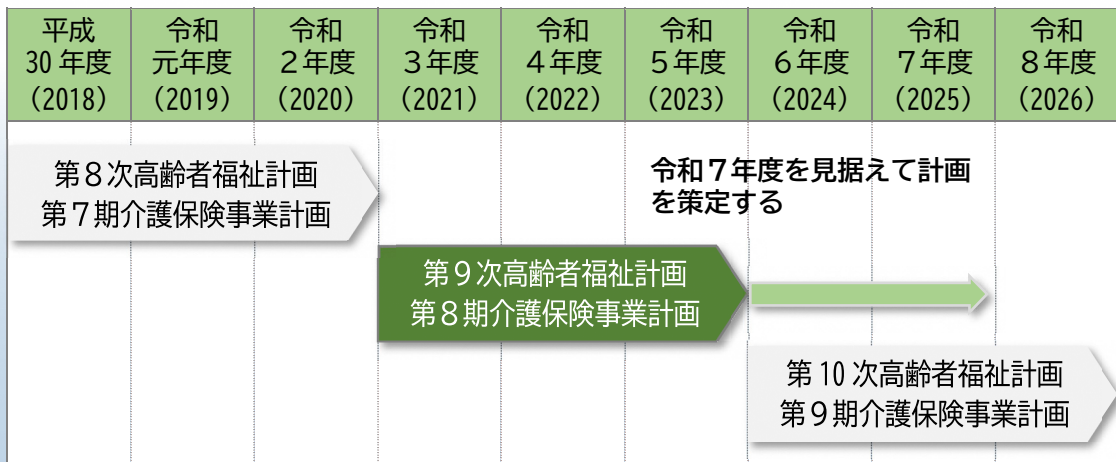 平成
30年度
(2018)
令和
元年度
(2019)
令和
２年度
(2020)
令和
３年度
(2021)
令和
４年度
(2022)
令和
５年度
(2023)
令和
６年度
(2024)
令和
７年度
(2025)
令和
８年度
(2026)
第８次高齢者福祉計画
第７期介護保険事業計画
令和７年度を見据えて計画
を策定する
第９次高齢者福祉計画
第８期介護保険事業計画
第10次高齢者福祉計画
第９期介護保険事業計画